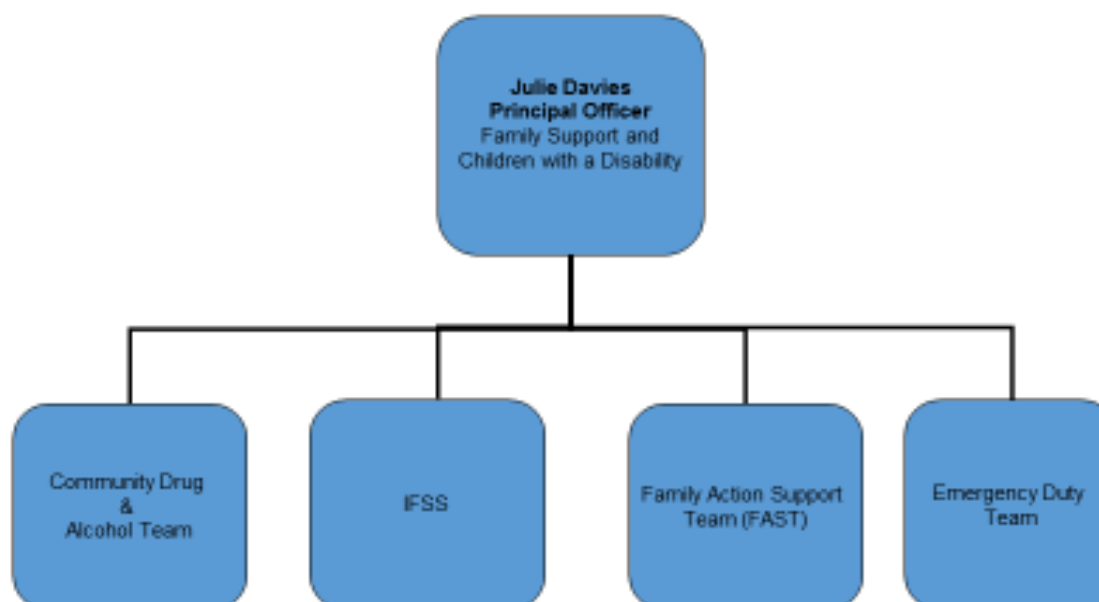 Julie Davies
Principal Officer
Family Support and
Children with a Disability
Community Drug
&
Alcohol Team
IFSS
Family Action Support
Team (FAST)
Emergency Duty
Team